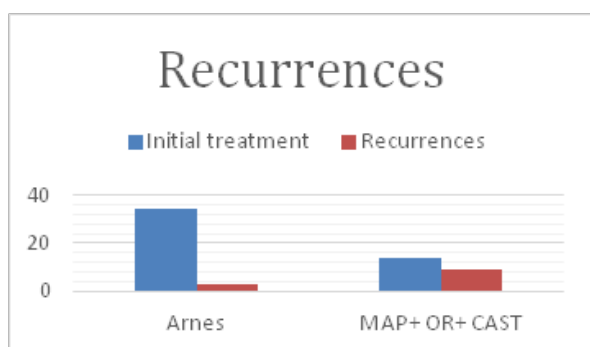 Recurrences
Initial treatment Recurrences
40
20
0
Arnes MAP+ OR+ CAST